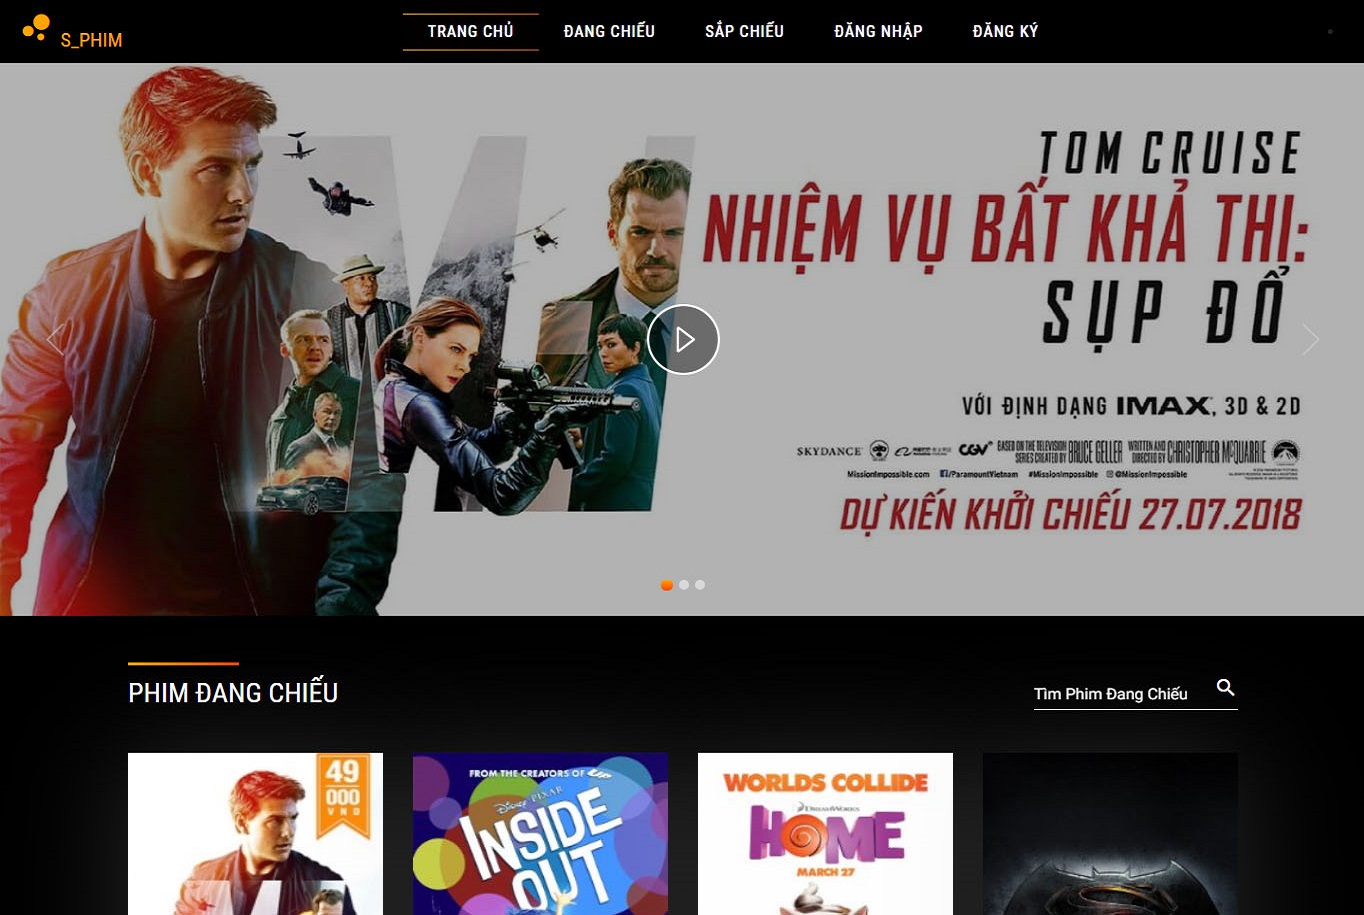 S_PHIM
TRANG CHỦ
ĐANG CHIẾU
SẮP CHIẾU
ĐĂNG NHẬP
ĐĂNG KÝ
TOM CRUISE
NHIỆM VỤ BẤT KHẢ THI:
SỤP ĐỔ
VỚI ĐỊNH DẠNG IMAX, 3D & 2D
SKYDANCE CGV BASED ON THE TELEVISION SERIES CREATED BY BRUCE GELLER WRITTEN AND DIRECTED BY CHRISTOPHER McQUARRIE
MissionImpossible.com /ParamountVietnam #MissionImpossible @MissionImpossible
DỰ KIẾN KHỞI CHIẾU 27.07.2018
PHIM ĐANG CHIẾU
Tìm Phim Đang Chiếu
49
000
VND
FROM THE CREATORS OF UP
Disney PIXAR
INSIDE
OUT
WORLDS COLLIDE
DREAMWORKS
HOME
MARCH 27